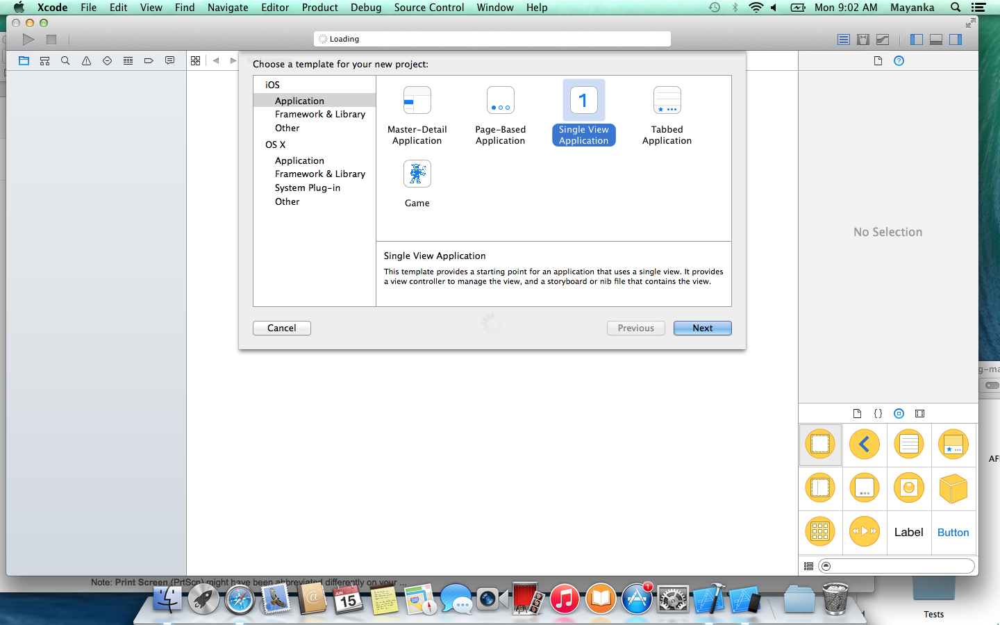 Xcode File Edit View Find Navigate Editor Product Debug Source Control Window Help Mon 9:02 AM Mayanka
Loading
Choose a template for your new project:
iOS
Application
Framework & Library
Other
OS X
Application
Framework & Library
System Plug-in
Other
Master-Detail
Application
Page-Based
Application
1
Single View
Application
Tabbed
Application
Game
Single View Application
This template provides a starting point for an application that uses a single view. It provides
a view controller to manage the view, and a storyboard or nib file that contains the view.
Cancel
Previous
Next
No Selection
{}
Label
Button
g-ma
AFI
Note: Print Screen (PrtScn) might have been abbreviated differently on your ...
JUN
15
1
Tests